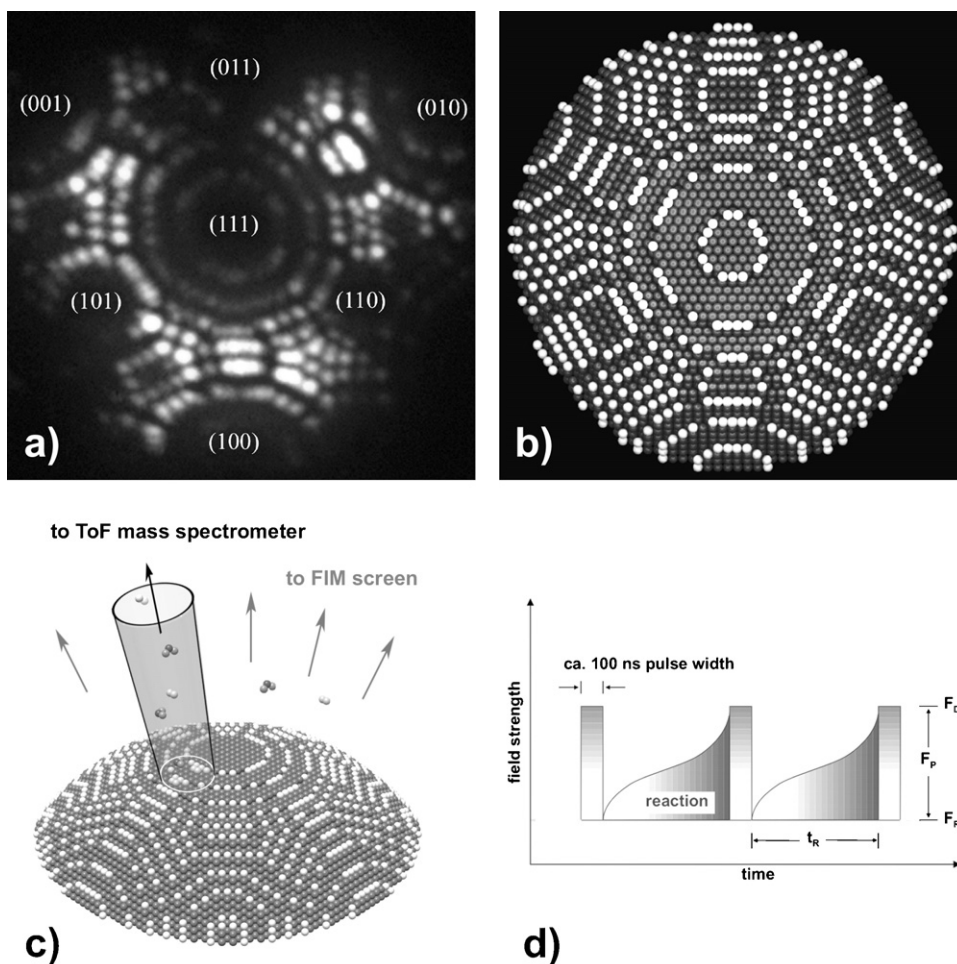 (011)
(001)
(010)
(111)
(101)
(110)
(100)
a)
b)
to ToF mass spectrometer
to FIM screen
c)
field strength
ca. 100 ns pulse width
F_P
reaction
t_R
time
d)